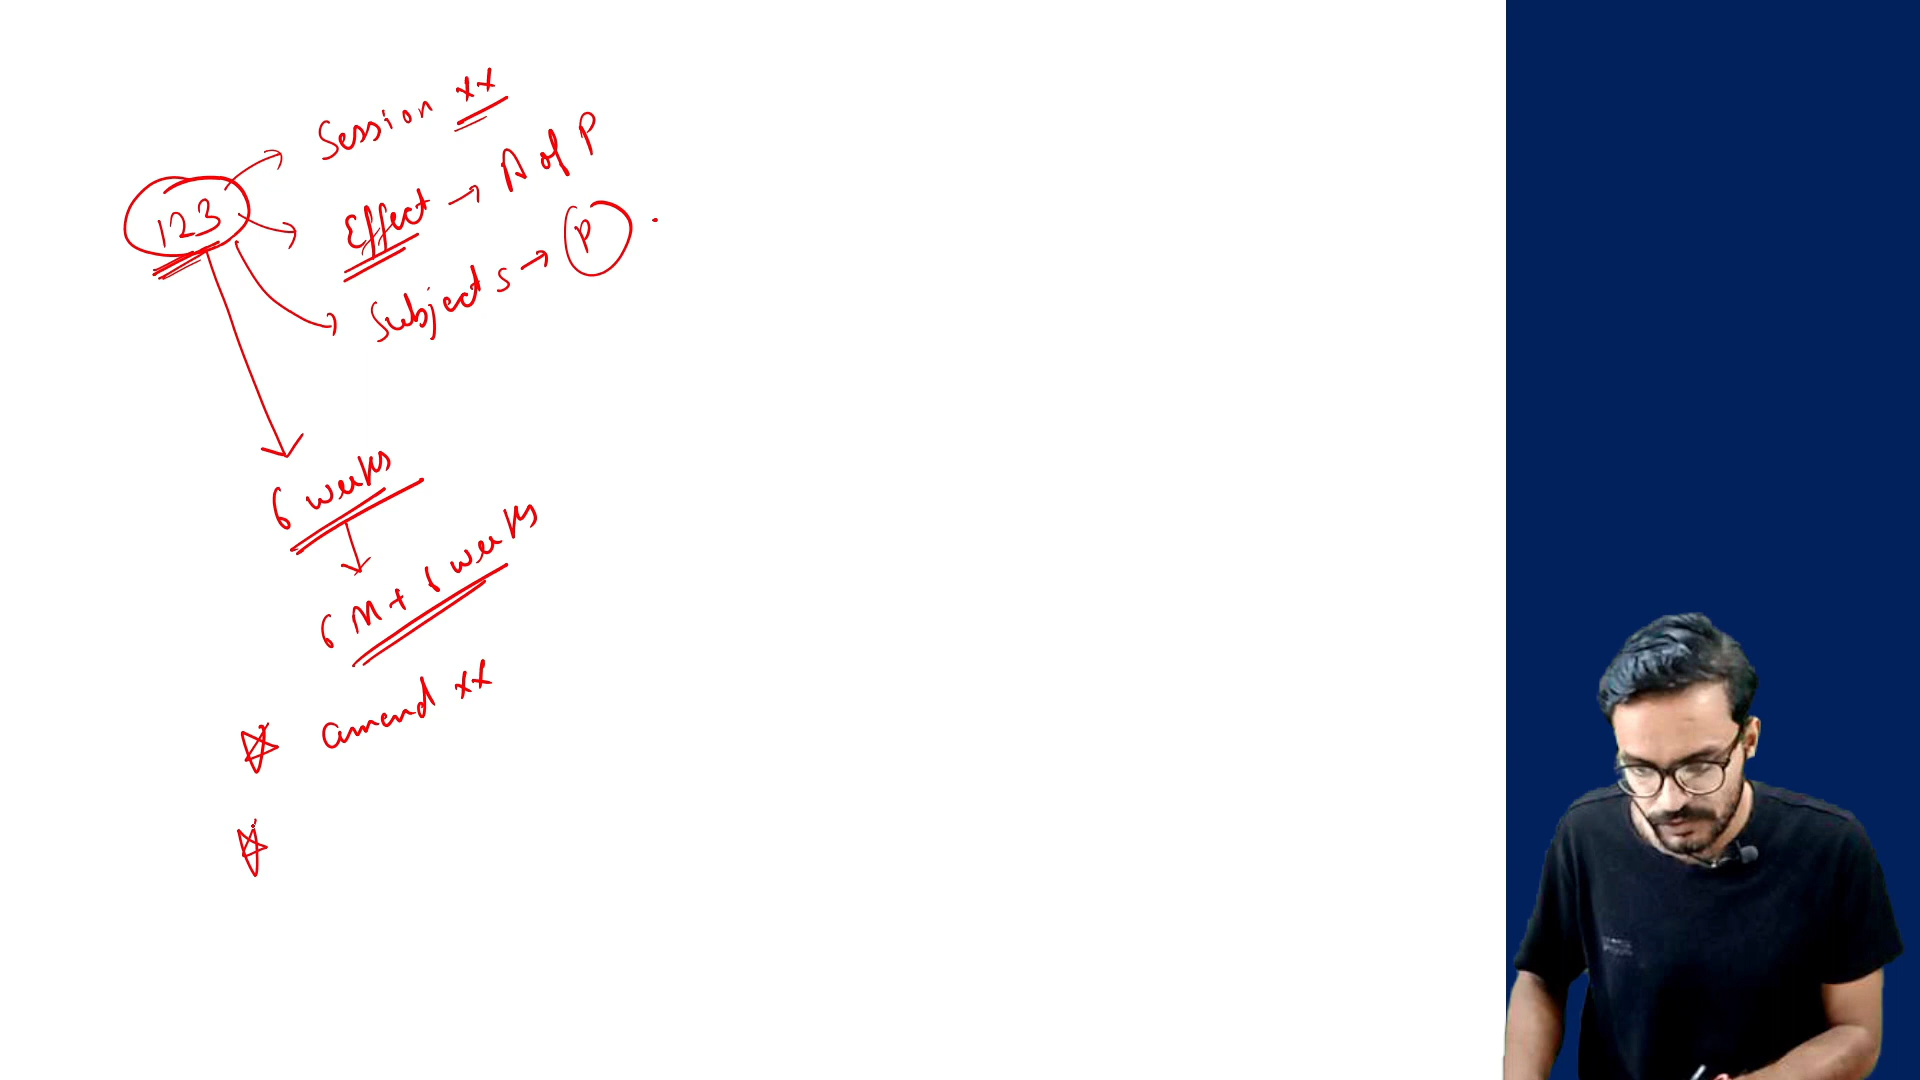 123
Session xx
Effect → A of P
Subjects → P
6 weeks
6 M + 6 weeks
amend xx